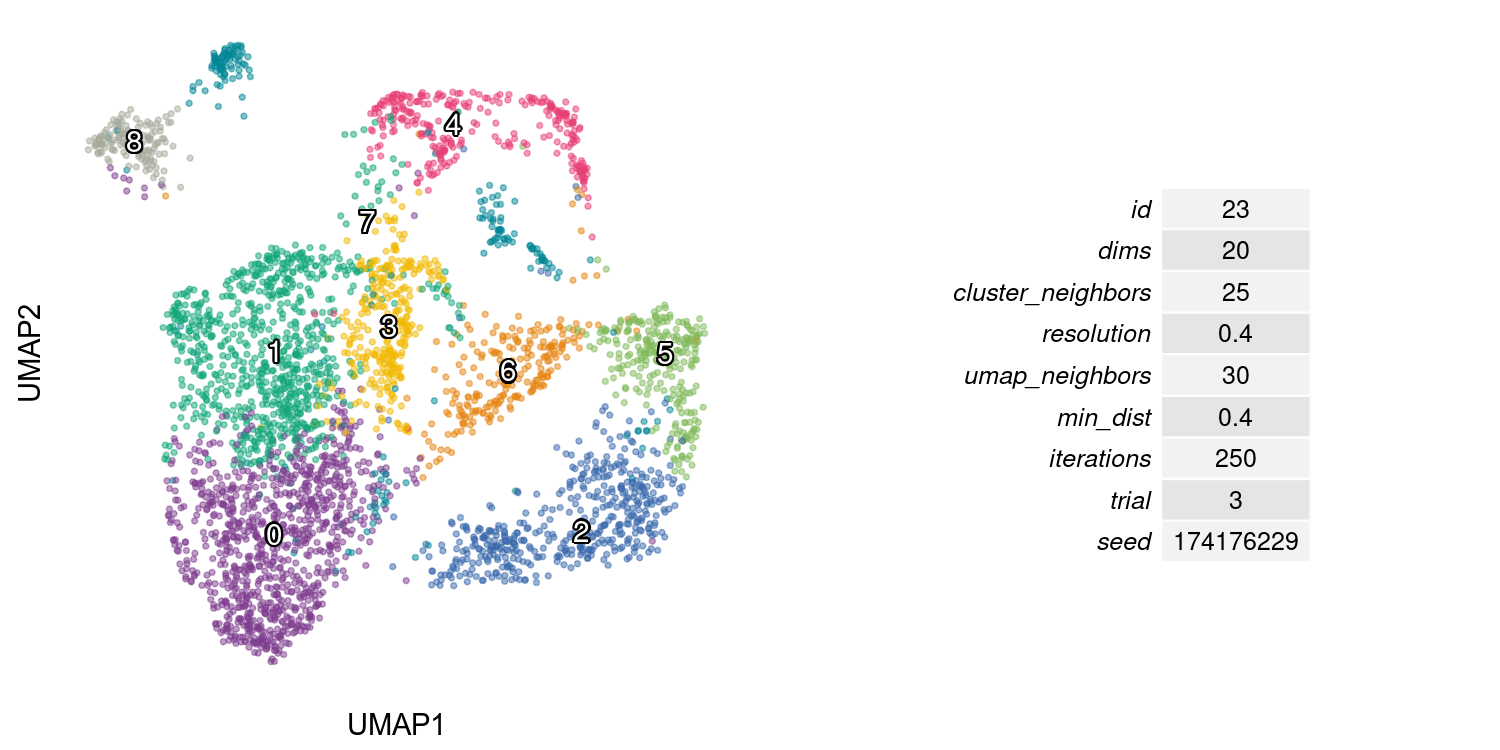 8
4
7
3
1
6
5
0
2
UMAP1
UMAP2
id 23
dims 20
cluster_neighbors 25
resolution 0.4
umap_neighbors 30
min_dist 0.4
iterations 250
trial 3
seed 174176229